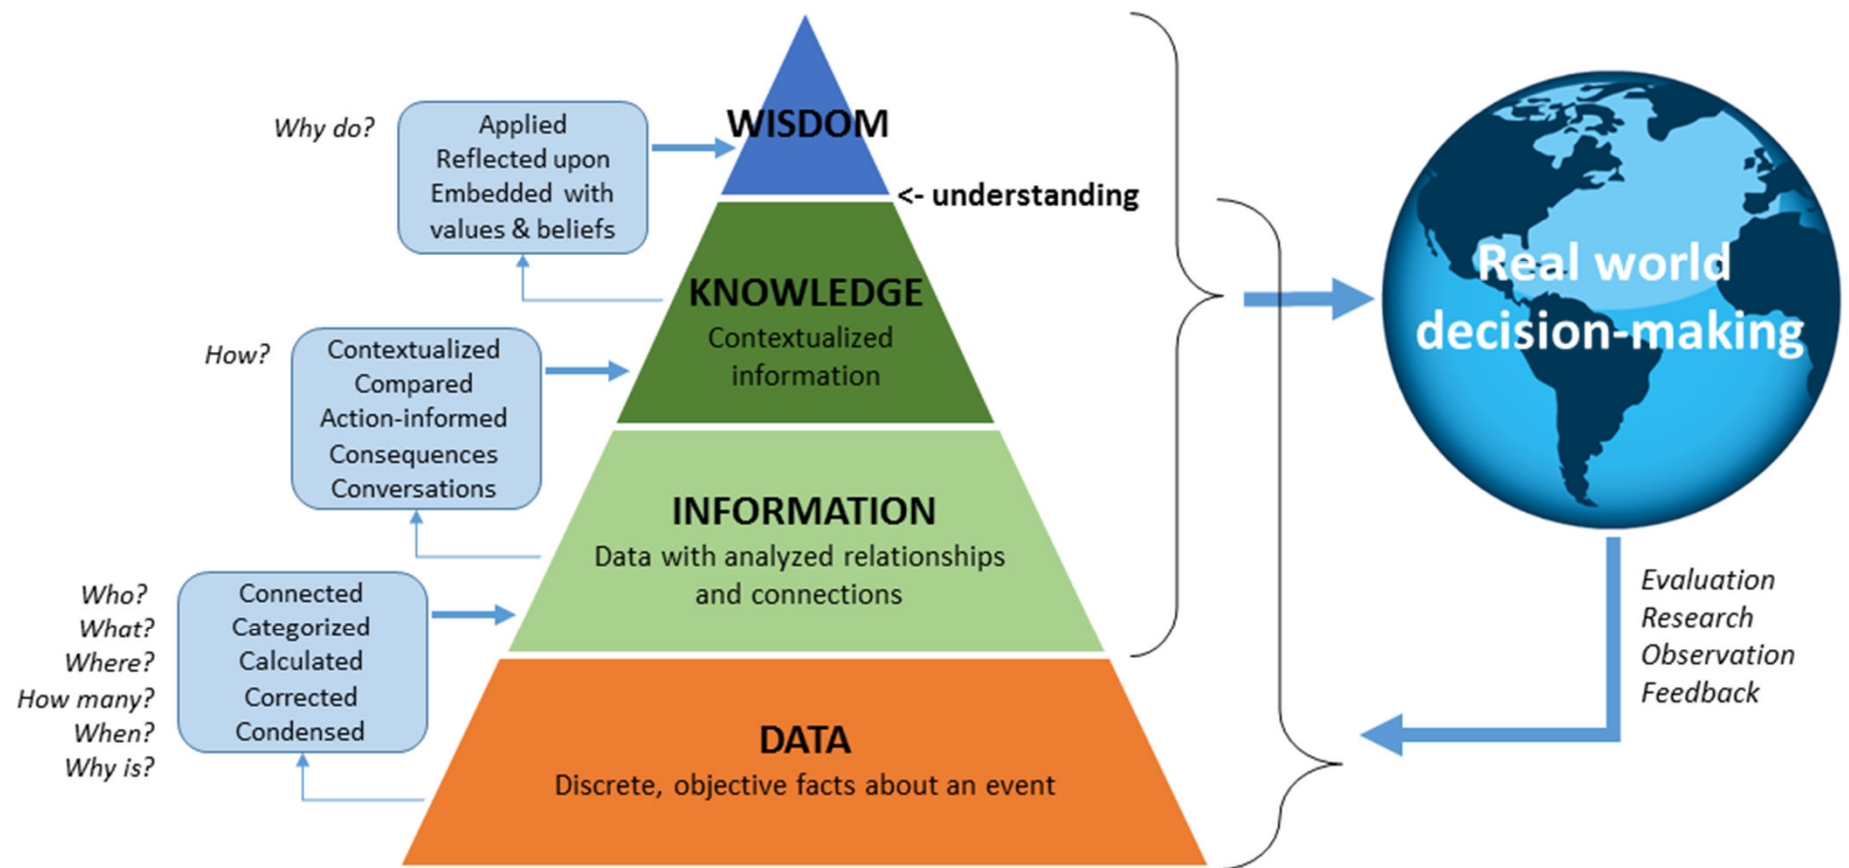 Why do?
Applied
Reflected upon
Embedded with
values & beliefs
WISDOM
<- understanding
KNOWLEDGE
Contextualized
information
How?
Contextualized
Compared
Action-informed
Consequences
Conversations
INFORMATION
Data with analyzed relationships
and connections
Who?
What?
Where?
How many?
When?
Why is?
Connected
Categorized
Calculated
Corrected
Condensed
DATA
Discrete, objective facts about an event
Real world
decision-making
Evaluation
Research
Observation
Feedback